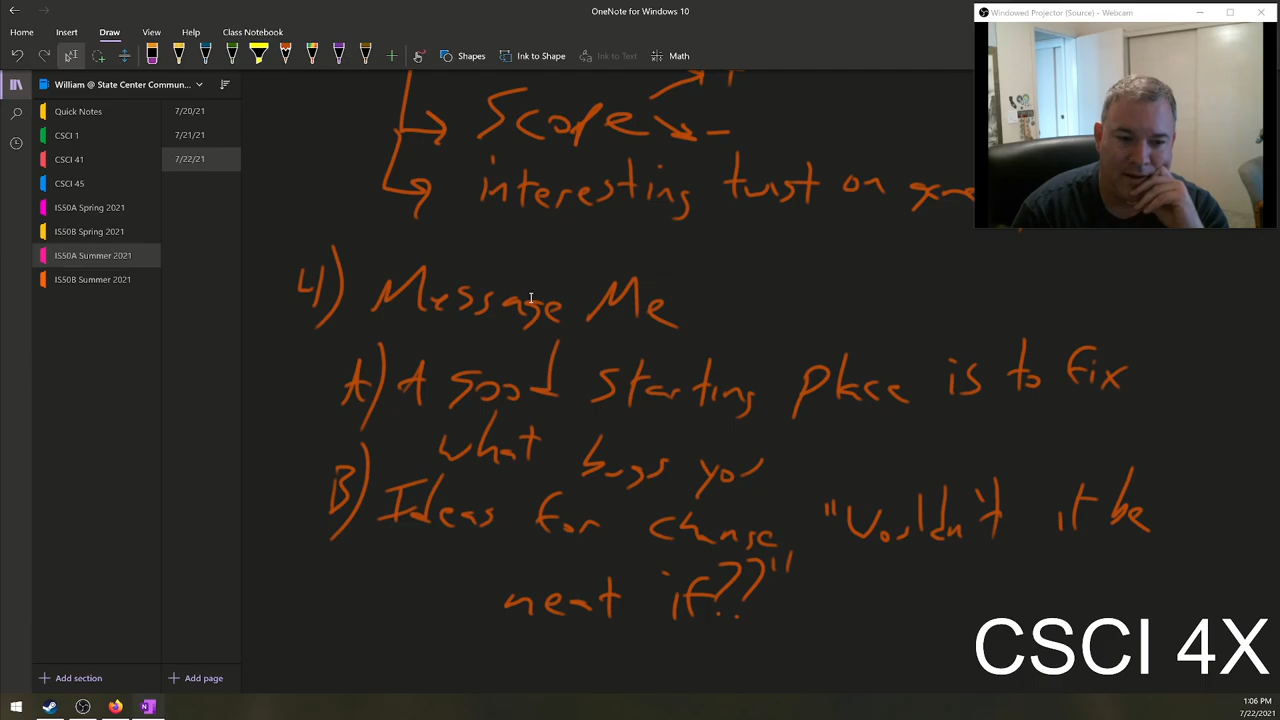 OneNote for Windows 10
Windowed Projector (Source) - Webcam
Home Insert Draw View Help Class Notebook
Shapes Ink to Shape Ink to Text Math
William @ State Center Commun...
Quick Notes
CSCI 1
CSCI 41
CSCI 45
IS50A Spring 2021
IS50B Spring 2021
IS50A Summer 2021
IS50B Summer 2021
7/20/21
7/21/21
7/22/21
Scope
interesting twist on
4) Message Me
A) A good starting place is to fix
what bugs you
B) Ideas for change "Wouldn't it be
neat if??"
CSCI 4X
Add section
Add page
1:06 PM
7/22/2021